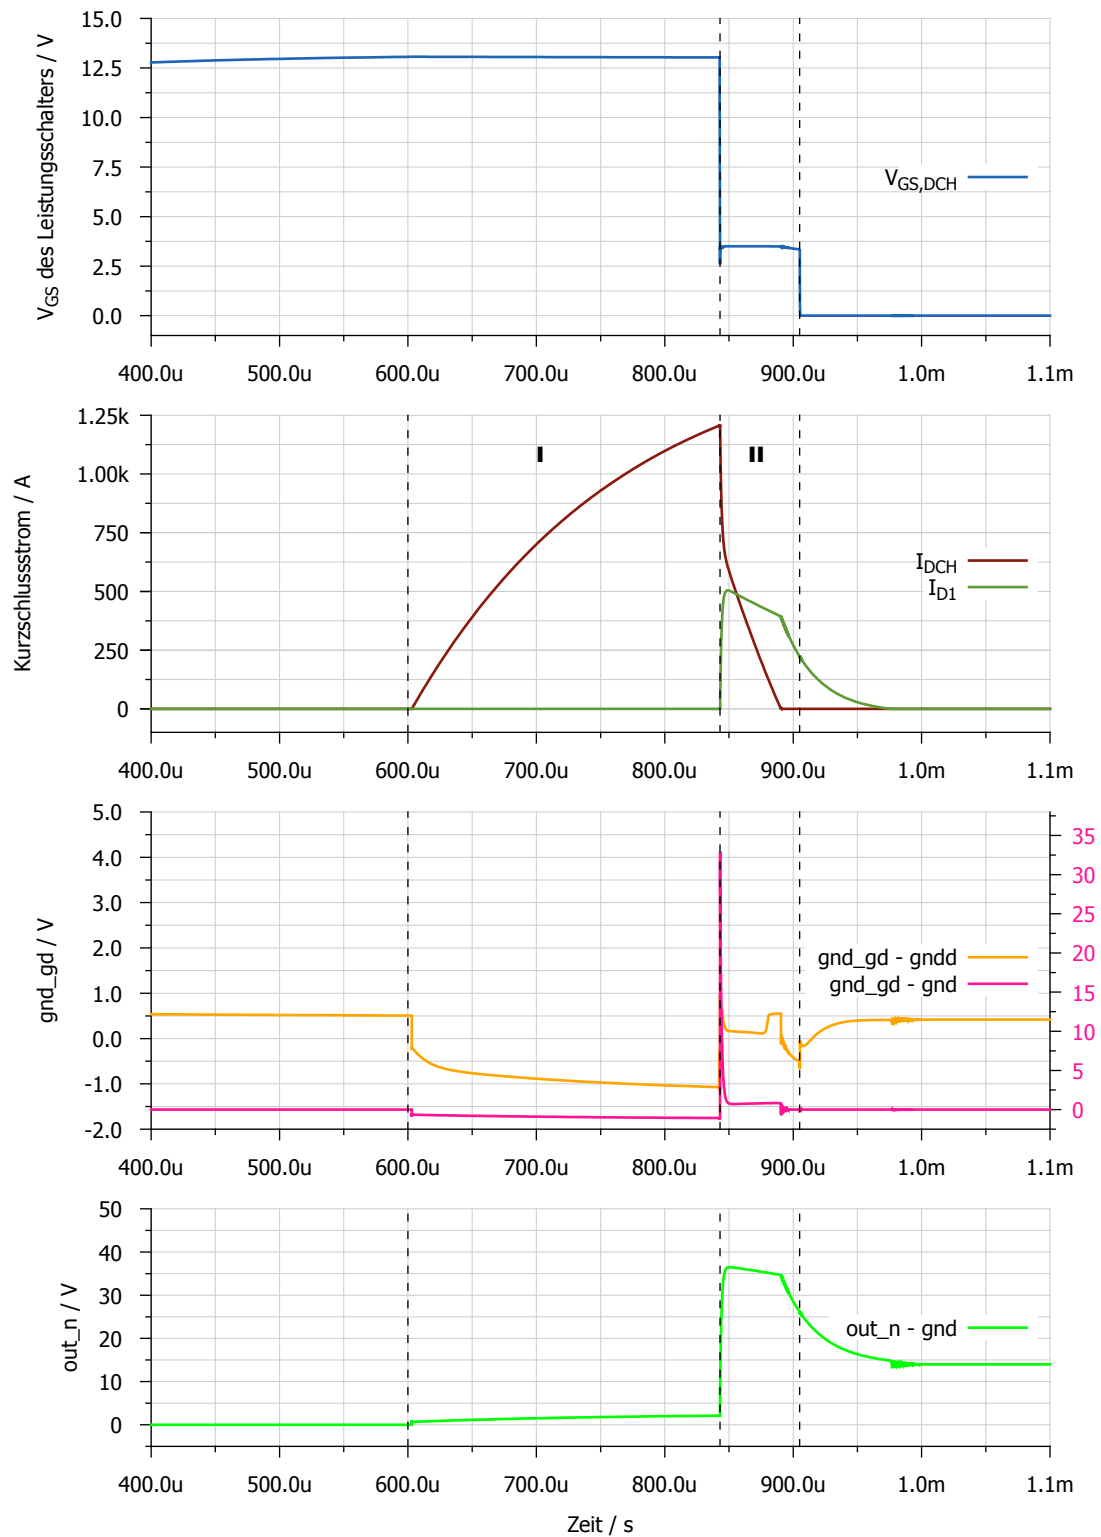 15.0
12.5
10.0
7.5
5.0
2.5
0.0
V_GS des Leistungsschalters / V
V_GS,DCH
400.0u 500.0u 600.0u 700.0u 800.0u 900.0u 1.0m 1.1m
1.25k
1.00k
750
500
250
0
Kurzschlussstrom / A
I
II
I_DCH
I_D1
400.0u 500.0u 600.0u 700.0u 800.0u 900.0u 1.0m 1.1m
5.0
4.0
3.0
2.0
1.0
0.0
-1.0
-2.0
gnd_gd / V
gnd_gd - gndd
gnd_gd - gnd
35
30
25
20
15
10
5
0
400.0u 500.0u 600.0u 700.0u 800.0u 900.0u 1.0m 1.1m
50
40
30
20
10
0
out_n / V
out_n - gnd
400.0u 500.0u 600.0u 700.0u 800.0u 900.0u 1.0m 1.1m
Zeit / s